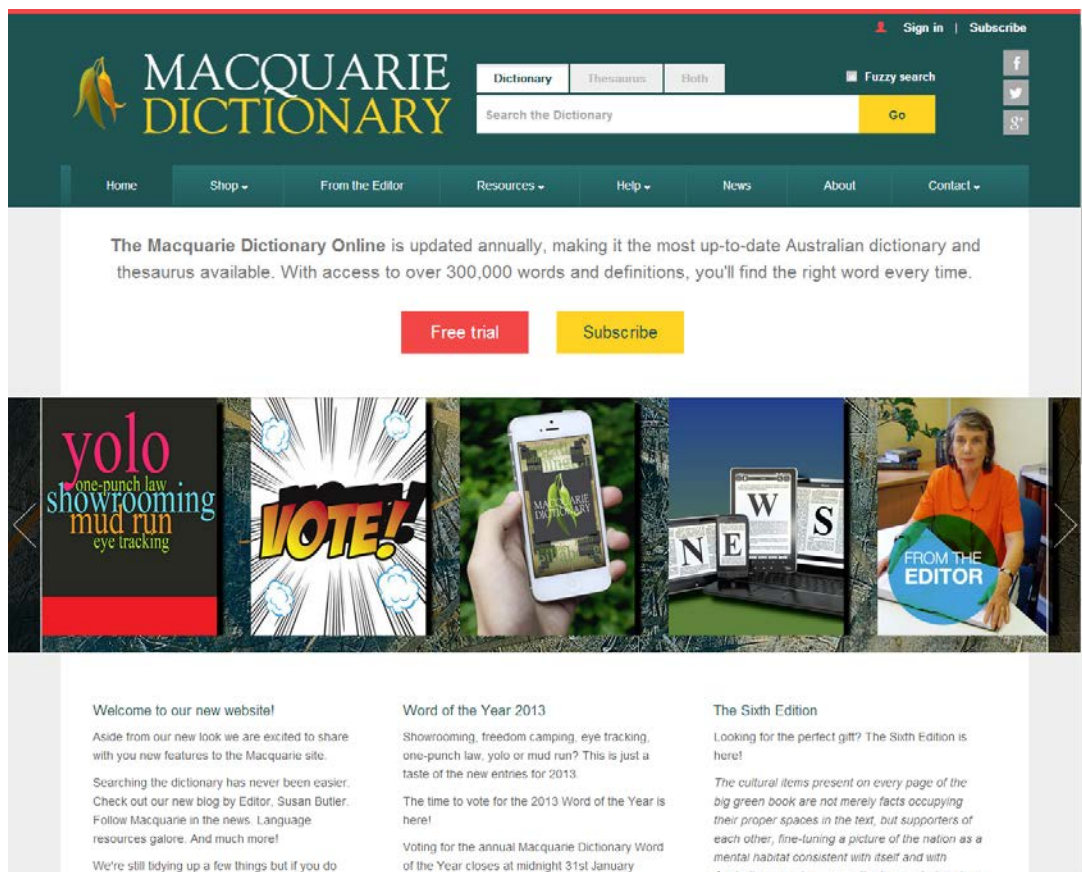 Sign in | Subscribe
MACQUARIE
DICTIONARY
Dictionary Thesaurus Both
Fuzzy search
Search the Dictionary
Go
Home Shop From the Editor Resources Help News About Contact
The Macquarie Dictionary Online is updated annually, making it the most up-to-date Australian dictionary and
thesaurus available. With access to over 300,000 words and definitions, you'll find the right word every time.
Free trial Subscribe
yolo
one-punch law
showrooming
mud run
eye tracking
VOTE!
MACQUARIE
DICTIONARY
N E W S
FROM THE
EDITOR
Welcome to our new website!
Aside from our new look we are excited to share
with you new features to the Macquarie site.
Searching the dictionary has never been easier.
Check out our new blog by Editor, Susan Butler.
Follow Macquarie in the news. Language
resources galore. And much more!
We're still tidying up a few things but if you do
Word of the Year 2013
Showrooming, freedom camping, eye tracking,
one-punch law, yolo or mud run? This is just a
taste of the new entries for 2013.
The time to vote for the 2013 Word of the Year is
here!
Voting for the annual Macquarie Dictionary Word
of the Year closes at midnight 31st January
The Sixth Edition
Looking for the perfect gift? The Sixth Edition is
here!
The cultural items present on every page of the
big green book are not merely facts occupying
their proper spaces in the text, but supporters of
each other, fine-tuning a picture of the nation as a
mental habitat consistent with itself and with